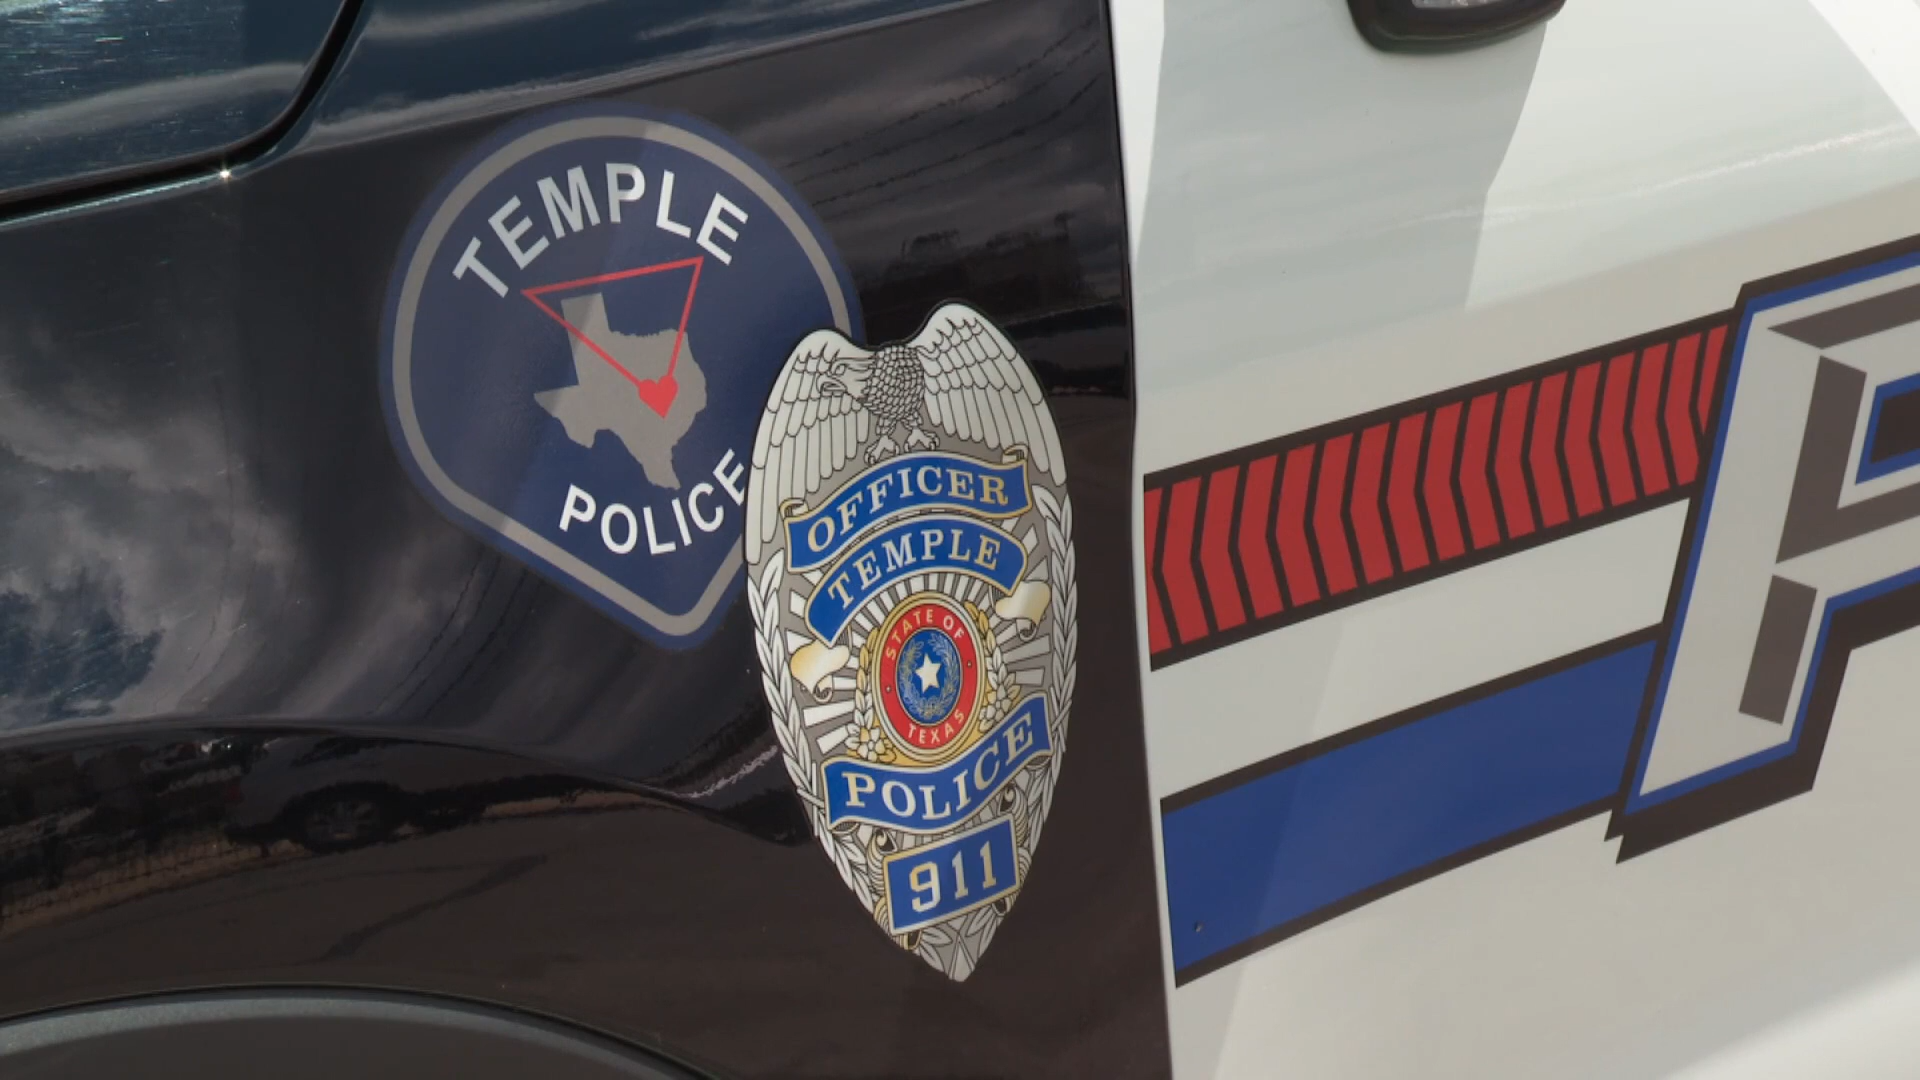 TEMPLE
POLICE
OFFICER
TEMPLE
STATE OF
TEXAS
POLICE
911
P